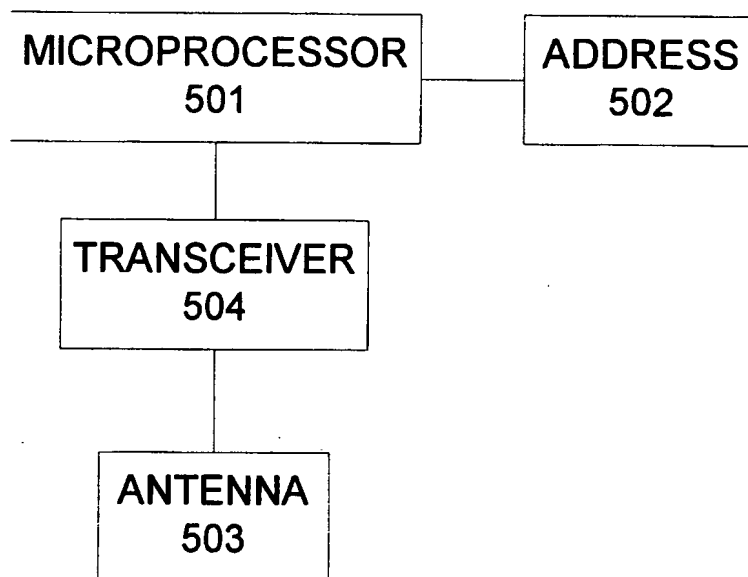 MICROPROCESSOR
501
ADDRESS
502
TRANSCEIVER
504
ANTENNA
503